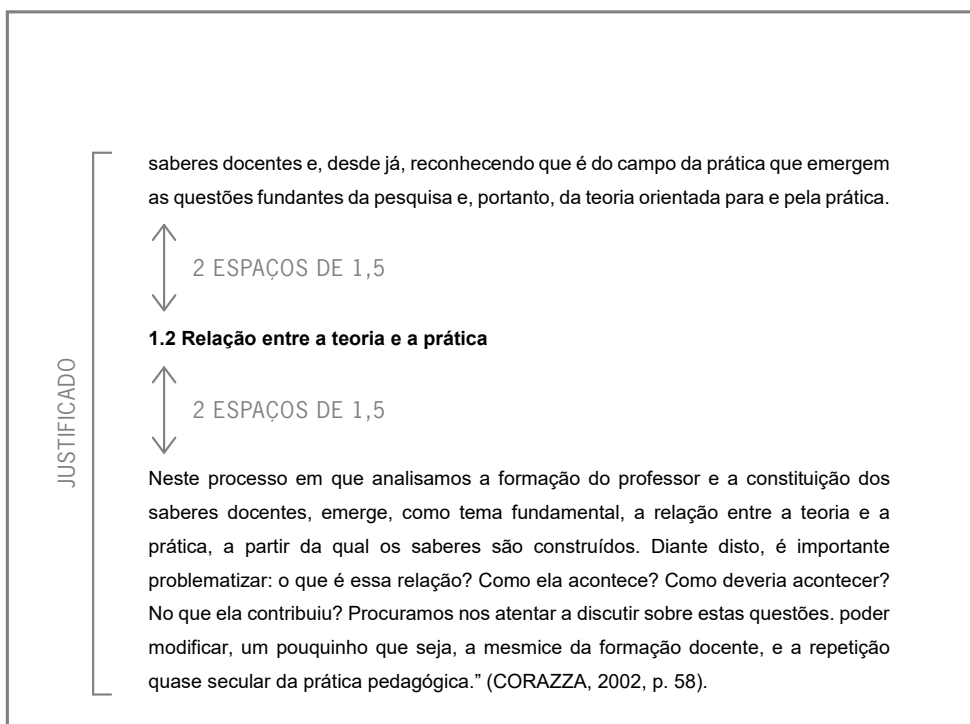 saberes docentes e, desde já, reconhecendo que é do campo da prática que emergem
as questões fundantes da pesquisa e, portanto, da teoria orientada para e pela prática.
2 ESPAÇOS DE 1,5
1.2 Relação entre a teoria e a prática
JUSTIFICADO
2 ESPAÇOS DE 1,5
Neste processo em que analisamos a formação do professor e a constituição dos
saberes docentes, emerge, como tema fundamental, a relação entre a teoria e a
prática, a partir da qual os saberes são construídos. Diante disto, é importante
problematizar: o que é essa relação? Como ela acontece? Como deveria acontecer?
No que ela contribuiu? Procuramos nos atentar a discutir sobre estas questões. poder
modificar, um pouquinho que seja, a mesmice da formação docente, e a repetição
quase secular da prática pedagógica.” (CORAZZA, 2002, p. 58).